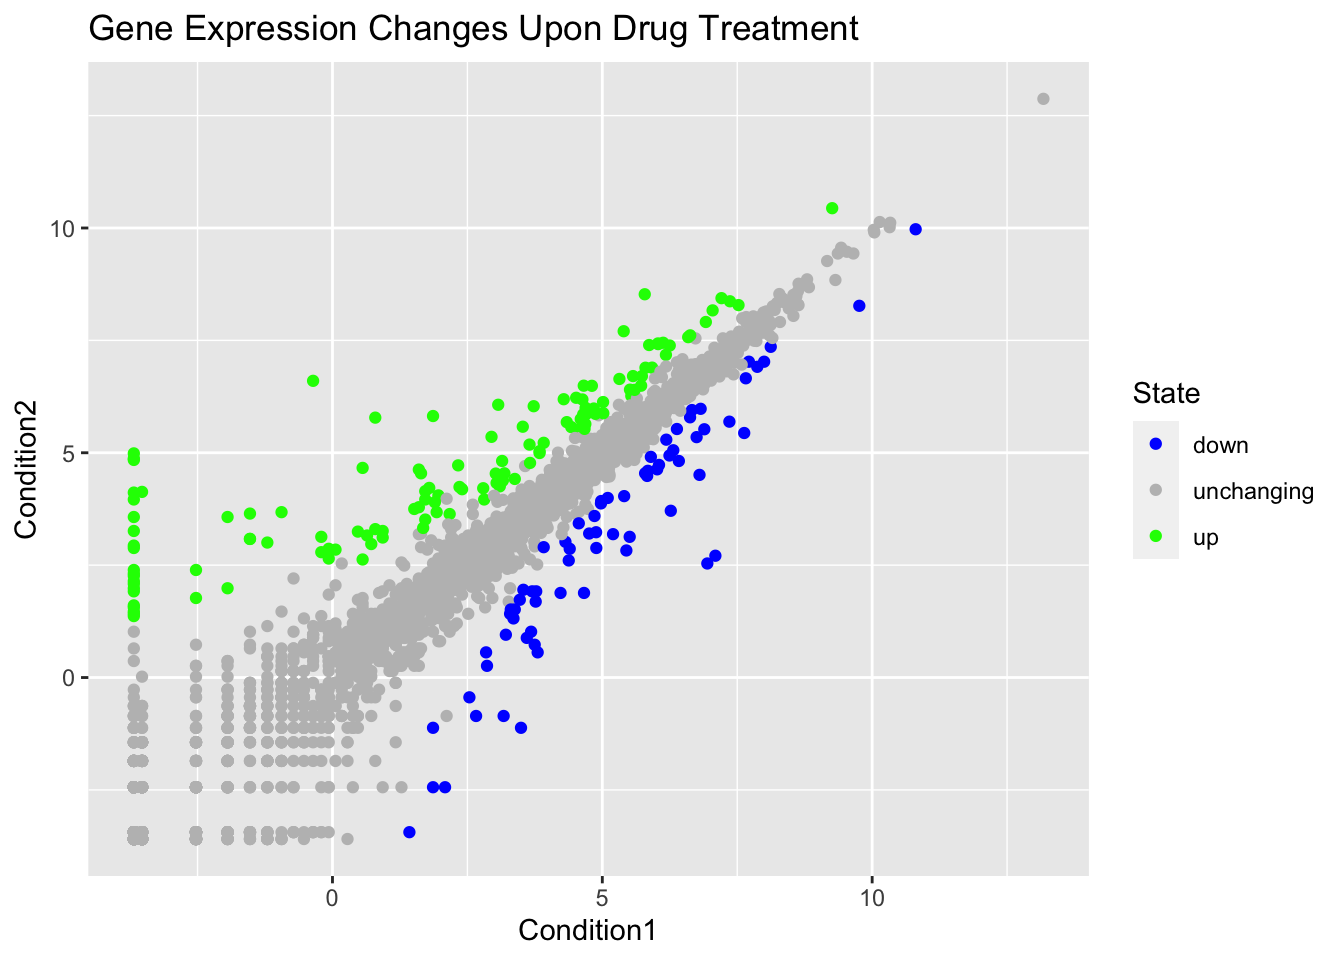 Gene Expression Changes Upon Drug Treatment
10
5
0
Condition2
0
5
10
Condition1
State
down
unchanging
up